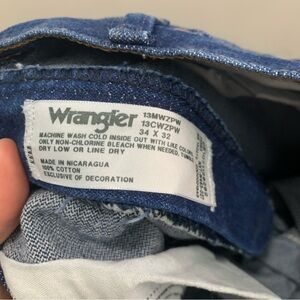 Wrangler 13MWZPW
13CWZPW
34 X 32
MACHINE WASH COLD INSIDE OUT WITH LIKE COLORS
ONLY NON-CHLORINE BLEACH WHEN NEEDED, TUMBLE
DRY LOW OR LINE DRY
MADE IN NICARAGUA
100% COTTON
EXCLUSIVE OF DECORATION